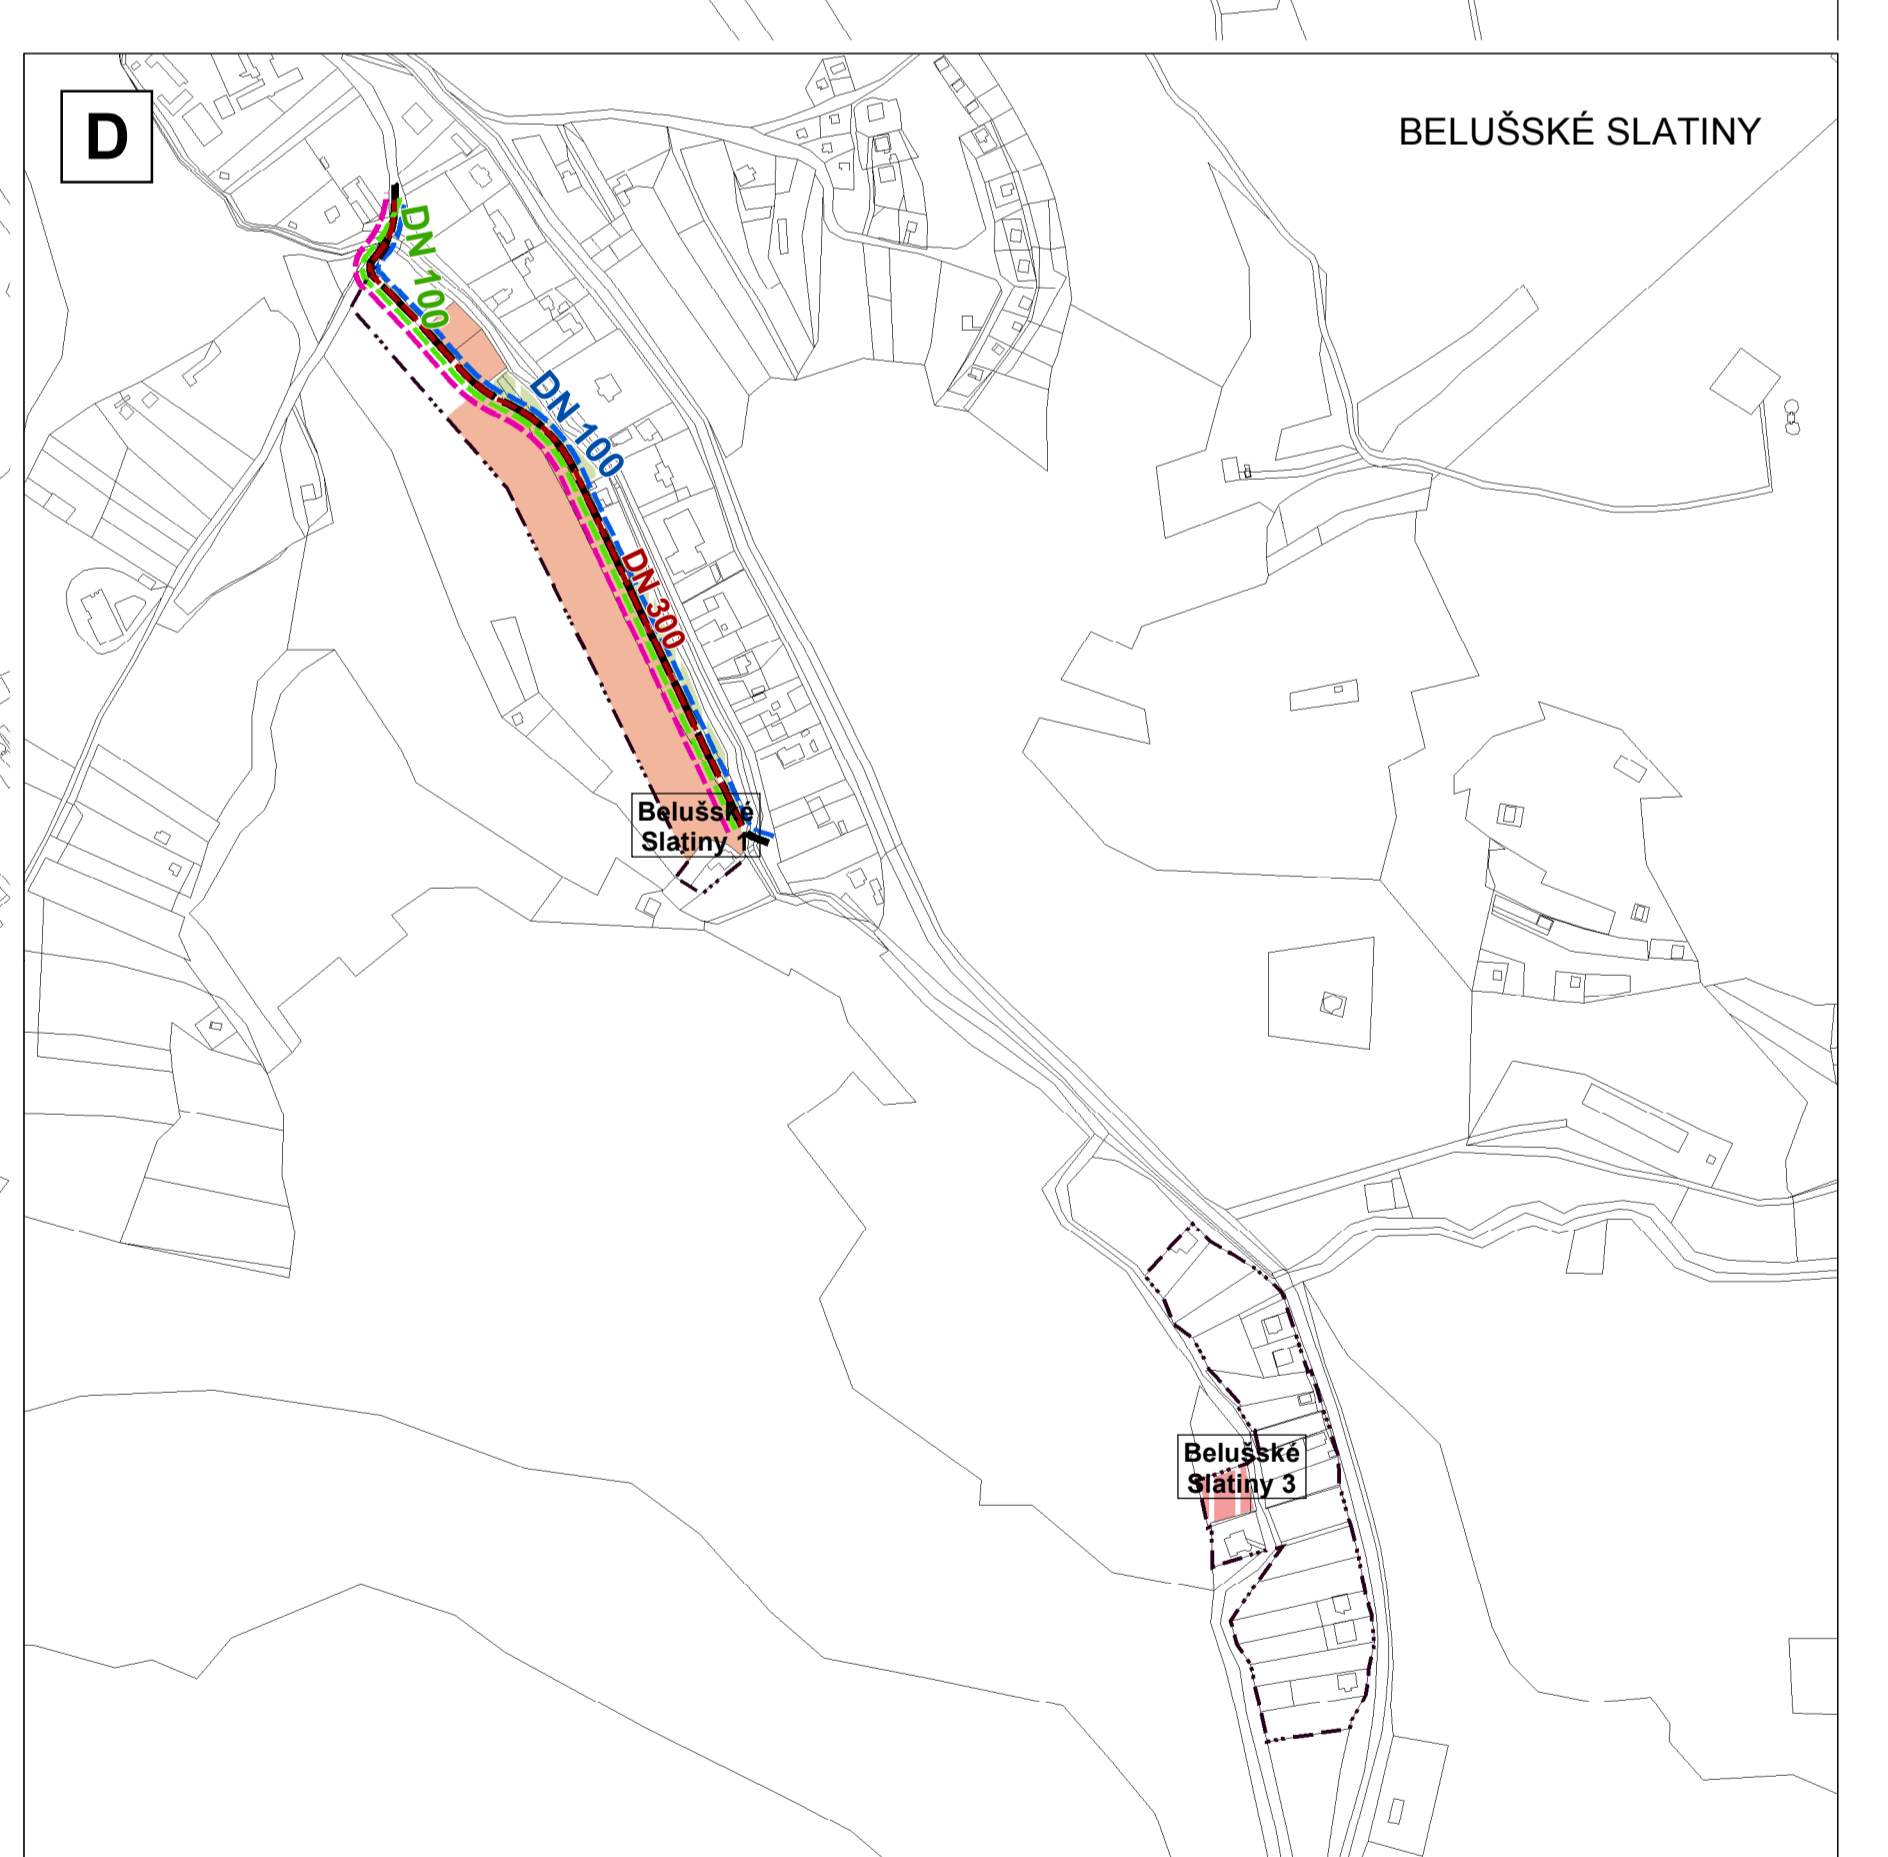 D
BELUŠSKÉ SLATINY
DN 100
DN 100
DN 300
Belušské
Slatiny 1
Belušské
Slatiny 3